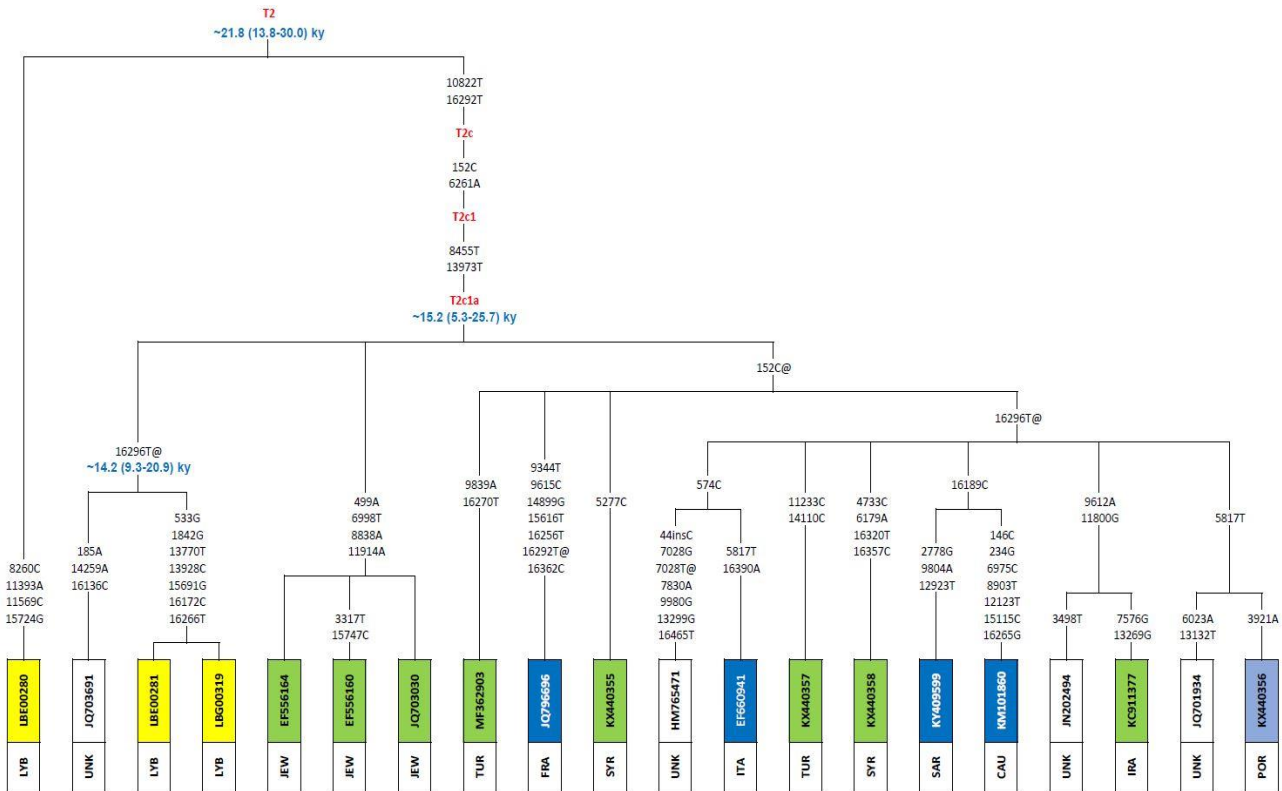 T2
~21.8 (13.8-30.0) ky
10822T
16292T
T2c
152C
6261A
T2c1
8455T
13973T
T2c1a
~15.2 (5.3-25.7) ky
152C@
16296T@
16296T@
~14.2 (9.3-20.9) ky
8260C
11393A
11569C
15724G
185A
14259A
16136C
533G
1842G
13770T
13928C
15691G
16172C
16266T
499A
6998T
8838A
11914A
3317T
15747C
9839A
16270T
9344T
9615C
14899G
15616T
16256T
16292T@
16362C
5277C
574C
44insC
7028G
7028T@
7830A
9980G
13299G
16465T
5817T
16390A
11233C
14110C
4733C
6179A
16320T
16357C
16189C
2778G
9804A
12923T
146C
234G
6975C
8903T
12123T
15115C
16265G
9612A
11800G
3498T
7576G
13269G
5817T
6023A
13132T
3921A
LBE00280
JQ703691
LBE00281
LBG00319
EF556164
EF556160
JQ703030
MF362903
JQ796696
KX440355
HM765471
EF660941
KX440357
KX440358
KY409599
KM101860
JN202494
KC911377
JQ701934
KX440356
LYB
UNK
LYB
LYB
JEW
JEW
JEW
TUR
FRA
SYR
UNK
ITA
TUR
SYR
SAR
CAU
UNK
IRA
UNK
POR